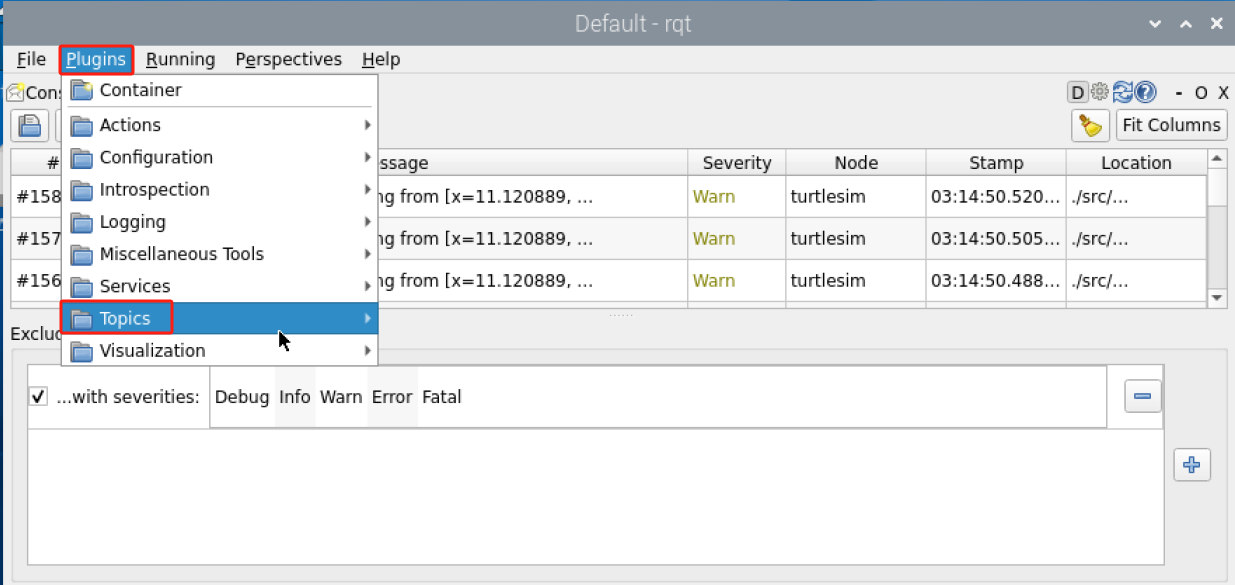 Default - rqt
File Plugins Running Perspectives Help
Container
Actions
Configuration
Introspection
Logging
Miscellaneous Tools
Services
Topics
Visualization
D - O X
Fit Columns
# Severity Node Stamp Location
#158 ng from [x=11.120889, ... Warn turtlesim 03:14:50.520... ./src/...
#157 ng from [x=11.120889, ... Warn turtlesim 03:14:50.505... ./src/...
#156 ng from [x=11.120889, ... Warn turtlesim 03:14:50.488... ./src/...
...with severities: Debug Info Warn Error Fatal